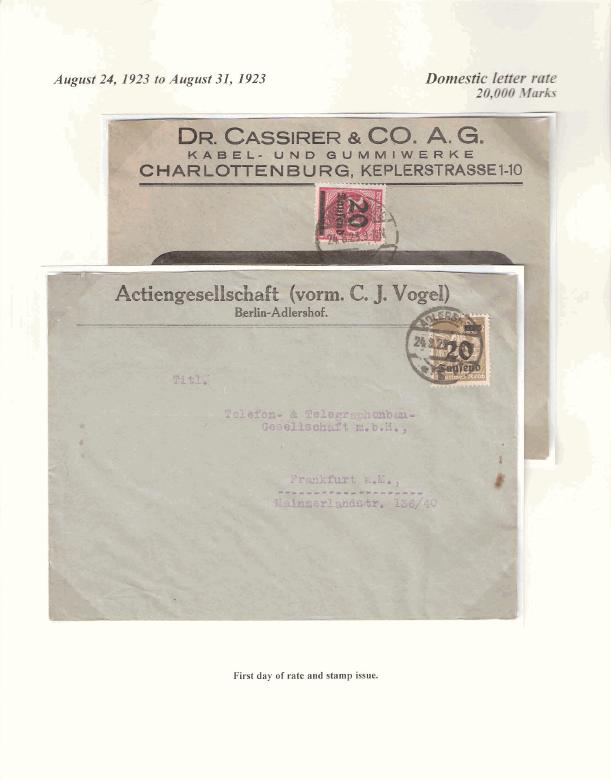 August 24, 1923 to August 31, 1923
Domestic letter rate
20,000 Marks
DR. CASSIRER & CO. A. G.
KABEL- UND GUMMIWERKE
CHARLOTTENBURG, KEPLERSTRASSE 1-10
20
Tausend
Actiengesellschaft (vorm. C. J. Vogel)
Berlin-Adlershof.
20
Tausend
Titl.
Telefon- & Telegraphenbau-
Gesellschaft m.b.H.,
Frankfurt a.M.,
Mainzerlandstr. 136/40
First day of rate and stamp issue.